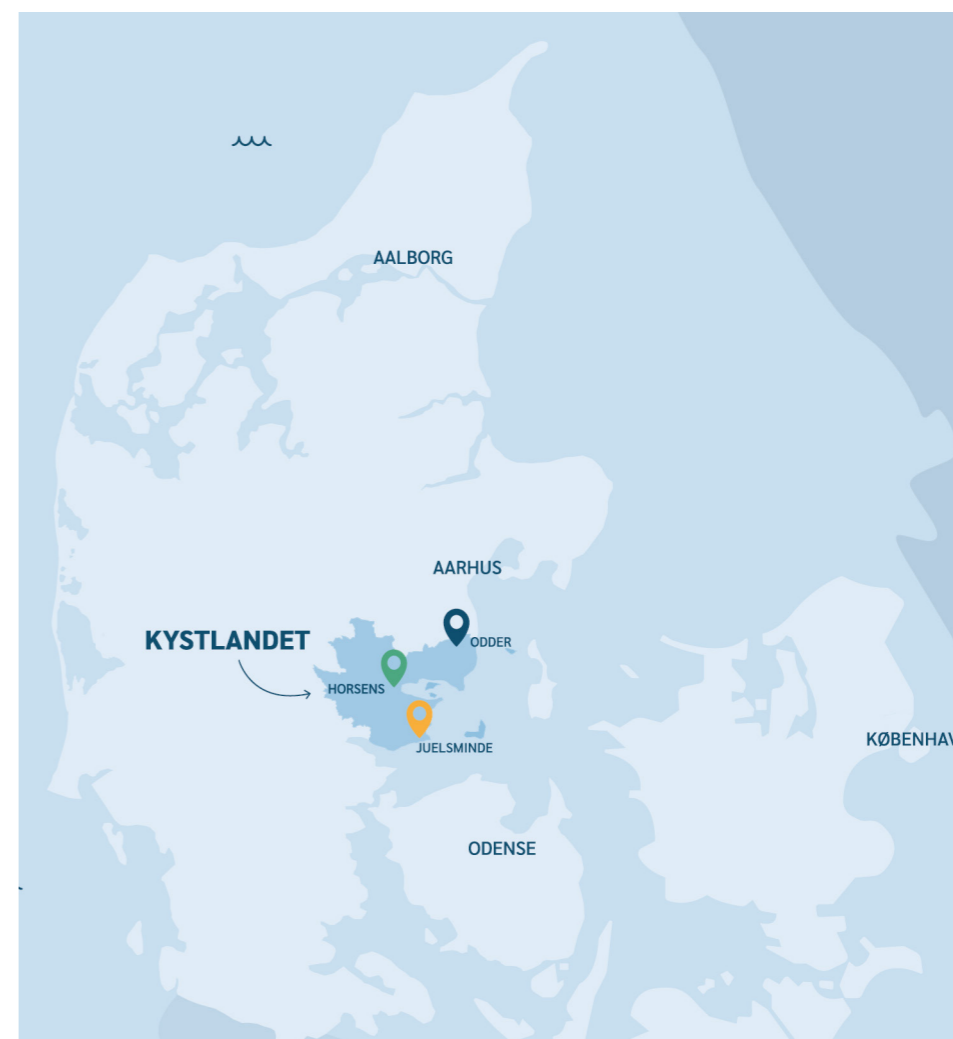 AALBORG
AARHUS
KYSTLANDET
ODDER
HORSENS
JUELSMINDE
KØBENHAV
ODENSE